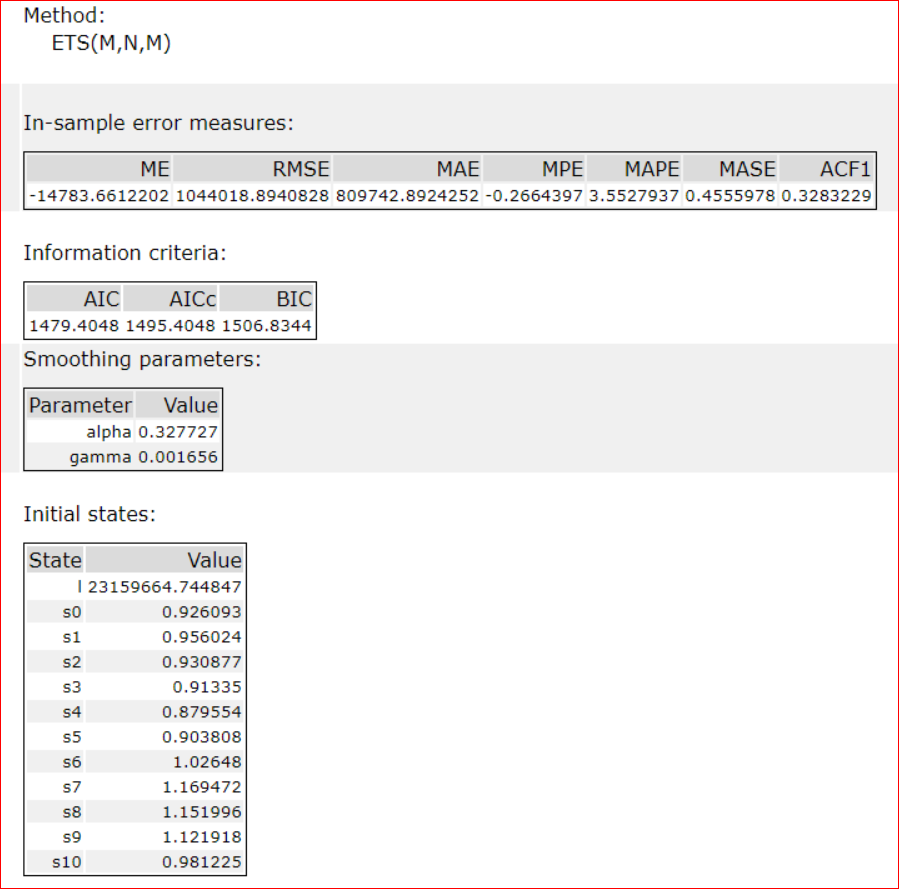 Method:
ETS(M,N,M)
In-sample error measures:
ME RMSE MAE MPE MAPE MASE ACF1
-14783.6612202 1044018.8940828 809742.8924252 -0.2664397 3.5527937 0.4555978 0.3283229
Information criteria:
AIC AICc BIC
1479.4048 1495.4048 1506.8344
Smoothing parameters:
Parameter Value
alpha 0.327727
gamma 0.001656
Initial states:
State Value
l 23159664.744847
s0 0.926093
s1 0.956024
s2 0.930877
s3 0.91335
s4 0.879554
s5 0.903808
s6 1.02648
s7 1.169472
s8 1.151996
s9 1.121918
s10 0.981225